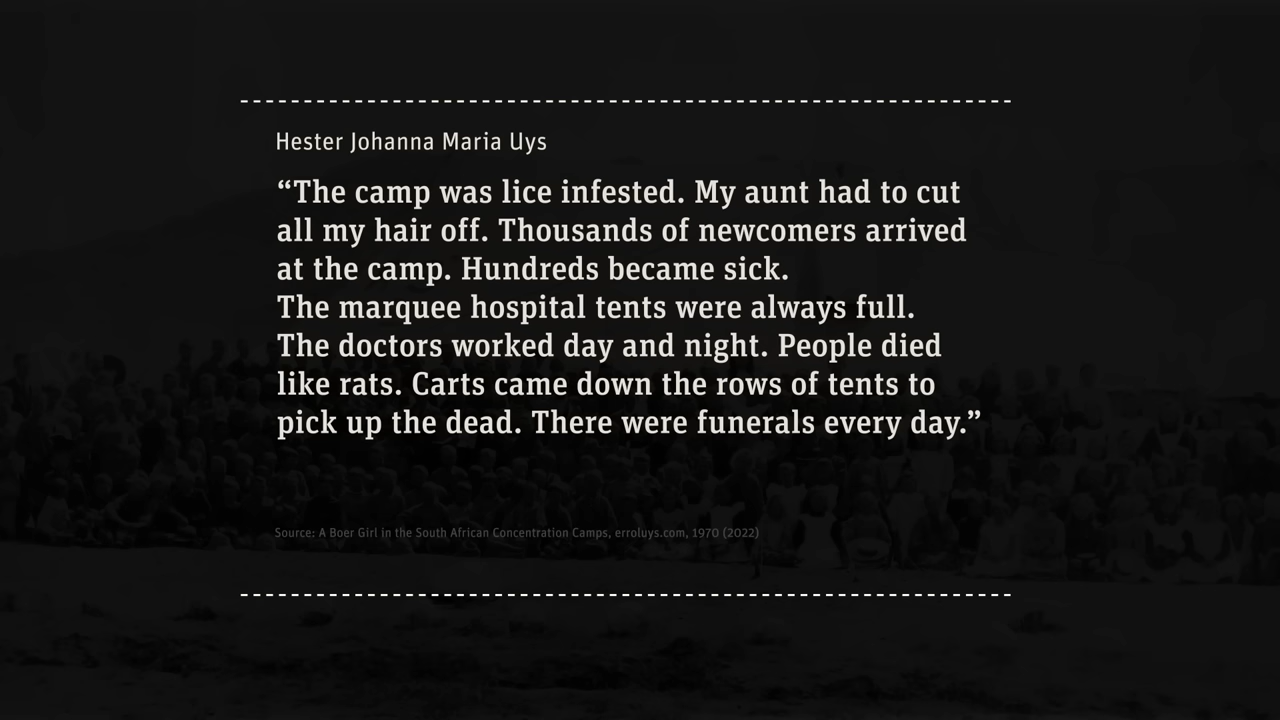 Hester Johanna Maria Uys
“The camp was lice infested. My aunt had to cut
all my hair off. Thousands of newcomers arrived
at the camp. Hundreds became sick.
The marquee hospital tents were always full.
The doctors worked day and night. People died
like rats. Carts came down the rows of tents to
pick up the dead. There were funerals every day.”
Source: A Boer Girl in the South African Concentration Camps, erroluys.com, 1970 (2022)